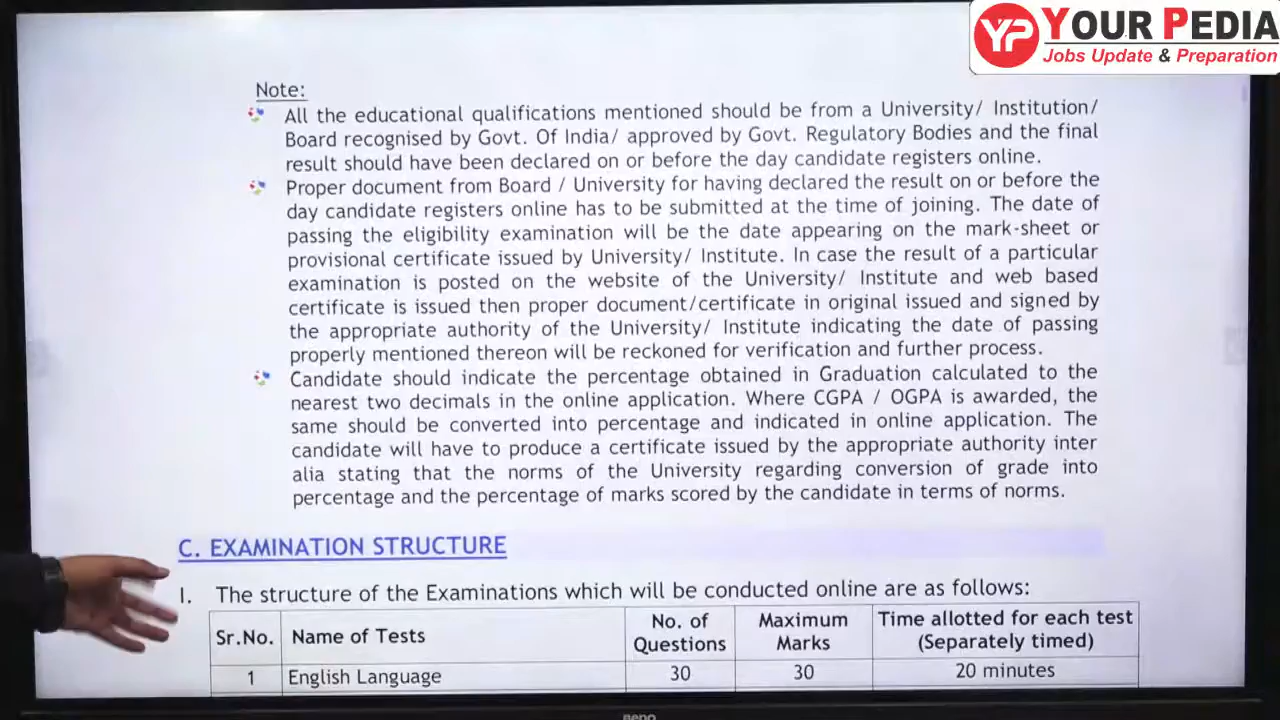 YP YOUR PEDIA
Jobs Update & Preparation
Note:
All the educational qualifications mentioned should be from a University/ Institution/
Board recognised by Govt. Of India/ approved by Govt. Regulatory Bodies and the final
result should have been declared on or before the day candidate registers online.
Proper document from Board / University for having declared the result on or before the
day candidate registers online has to be submitted at the time of joining. The date of
passing the eligibility examination will be the date appearing on the mark-sheet or
provisional certificate issued by University/ Institute. In case the result of a particular
examination is posted on the website of the University/ Institute and web based
certificate is issued then proper document/certificate in original issued and signed by
the appropriate authority of the University/ Institute indicating the date of passing
properly mentioned thereon will be reckoned for verification and further process.
Candidate should indicate the percentage obtained in Graduation calculated to the
nearest two decimals in the online application. Where CGPA / OGPA is awarded, the
same should be converted into percentage and indicated in online application. The
candidate will have to produce a certificate issued by the appropriate authority inter
alia stating that the norms of the University regarding conversion of grade into
percentage and the percentage of marks scored by the candidate in terms of norms.
C. EXAMINATION STRUCTURE
I. The structure of the Examinations which will be conducted online are as follows:
Sr.No. Name of Tests No. of Questions Maximum Marks Time allotted for each test (Separately timed)
1 English Language 30 30 20 minutes